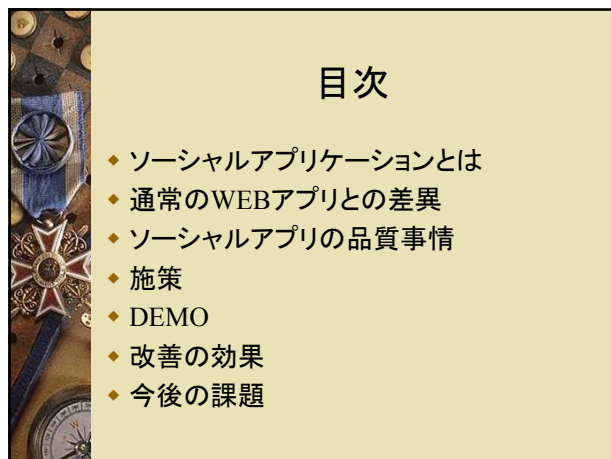 目次
ソーシャルアプリケーションとは
通常のWEBアプリとの差異
ソーシャルアプリの品質事情
施策
DEMO
改善の効果
今後の課題